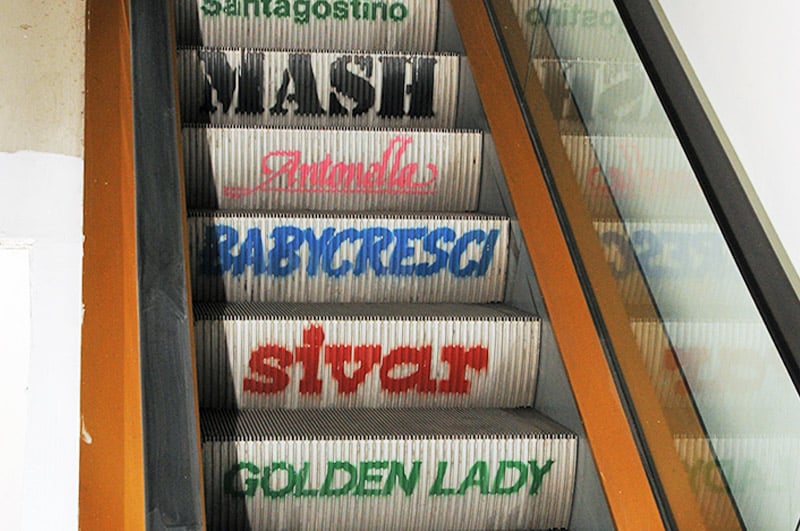 Santagostino
MASH
Antonella
BABYCRESCI
sivar
GOLDEN LADY